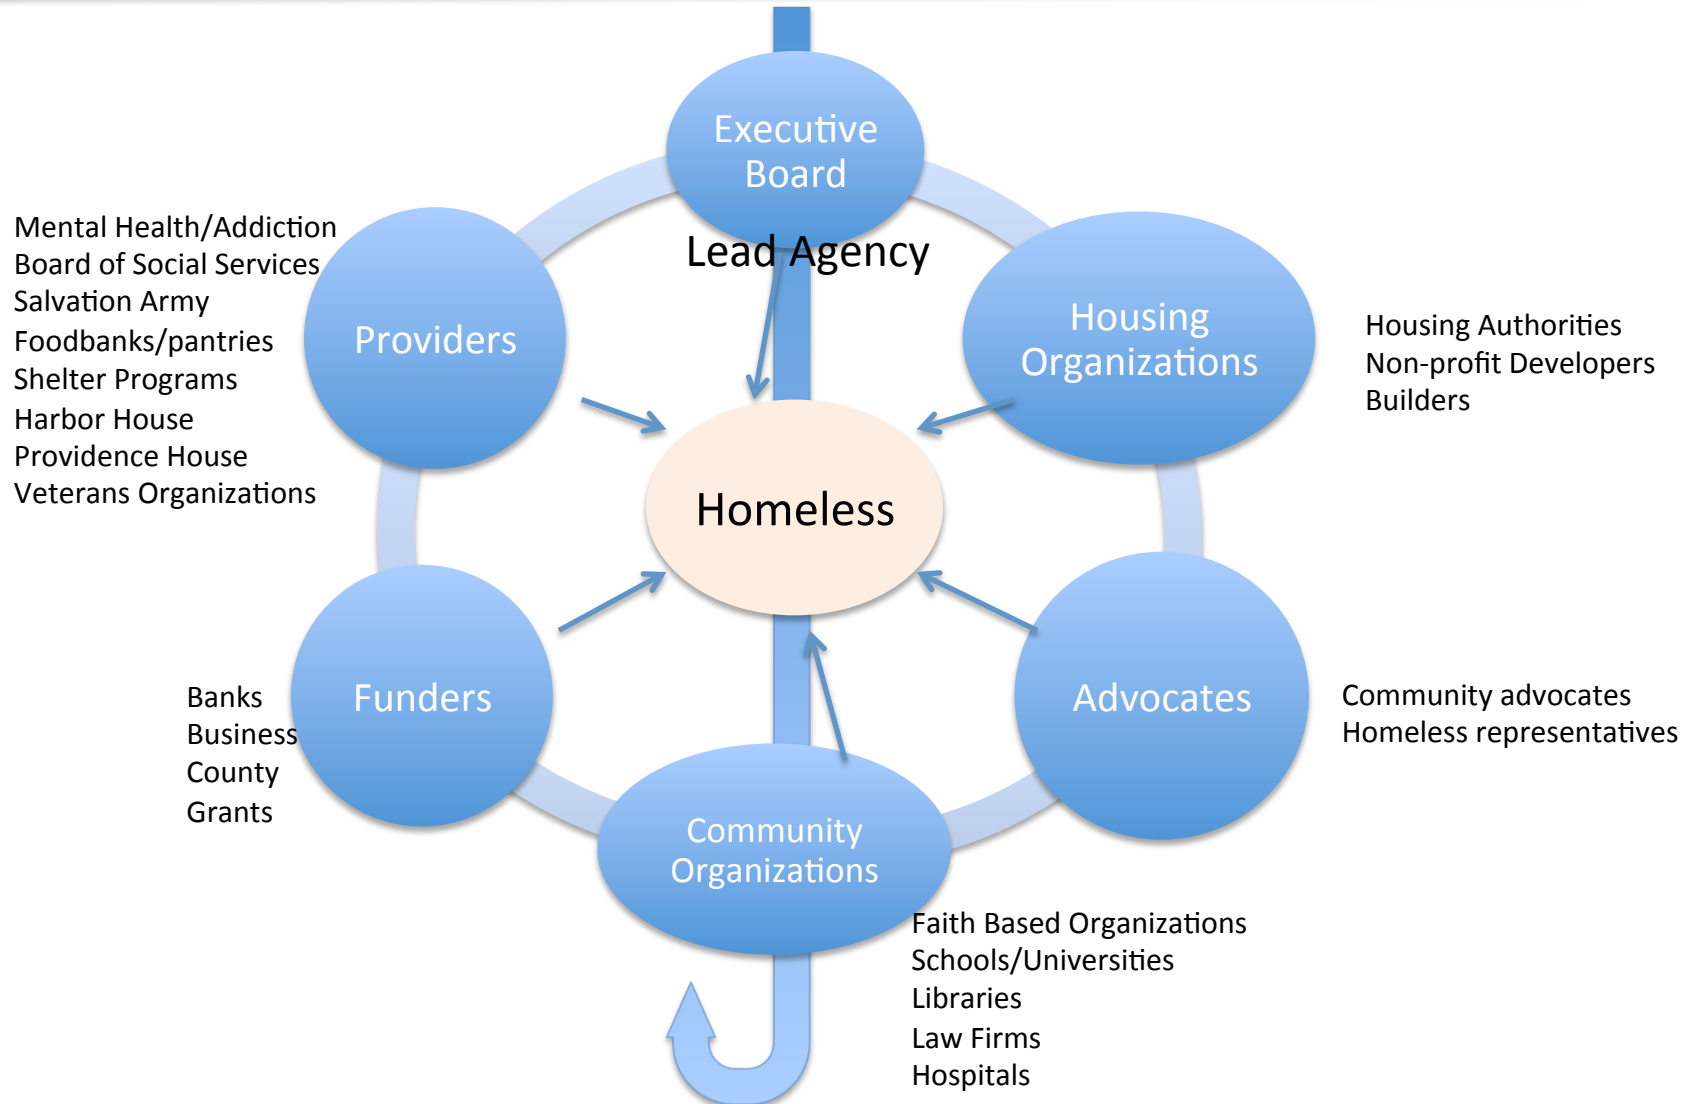 Executive
Board
Lead Agency
Mental Health/Addiction
Board of Social Services
Salvation Army
Foodbanks/pantries
Shelter Programs
Harbor House
Providence House
Veterans Organizations
Providers
Housing
Organizations
Housing Authorities
Non-profit Developers
Builders
Homeless
Banks
Business
County
Grants
Funders
Advocates
Community advocates
Homeless representatives
Community
Organizations
Faith Based Organizations
Schools/Universities
Libraries
Law Firms
Hospitals